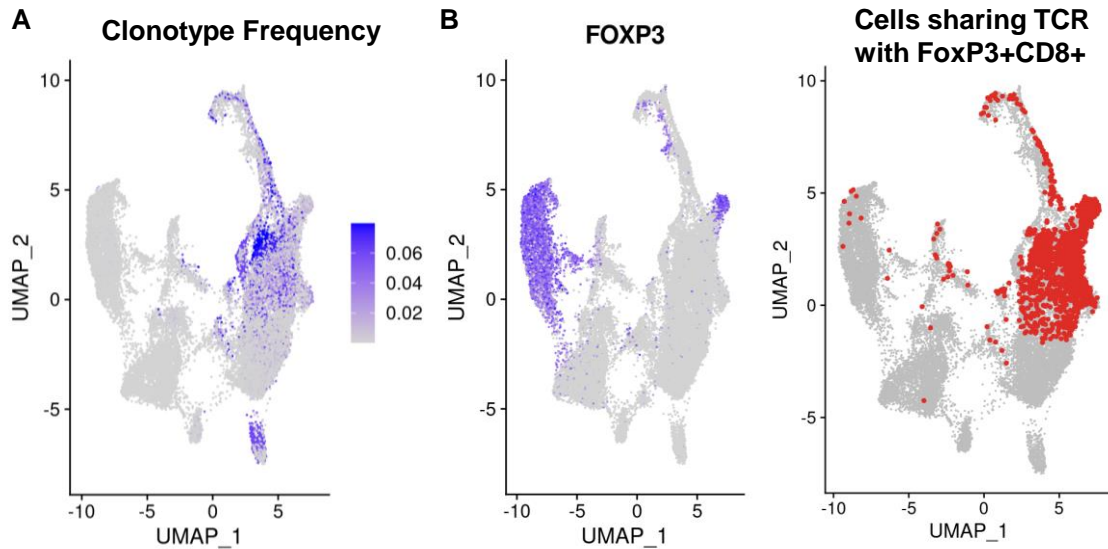 A
Clonotype Frequency
10
5
0
-5
UMAP_2
-10 -5 0 5
UMAP_1
0.06
0.04
0.02
B
FOXP3
10
5
0
-5
UMAP_2
-10 -5 0 5
UMAP_1
Cells sharing TCR
with FoxP3+CD8+
10
5
0
-5
UMAP_2
-10 -5 0 5
UMAP_1